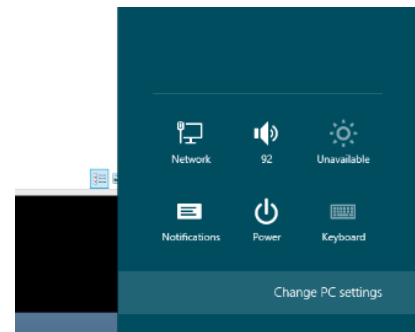 Network 92 Unavailable
Notifications Power Keyboard
Change PC settings